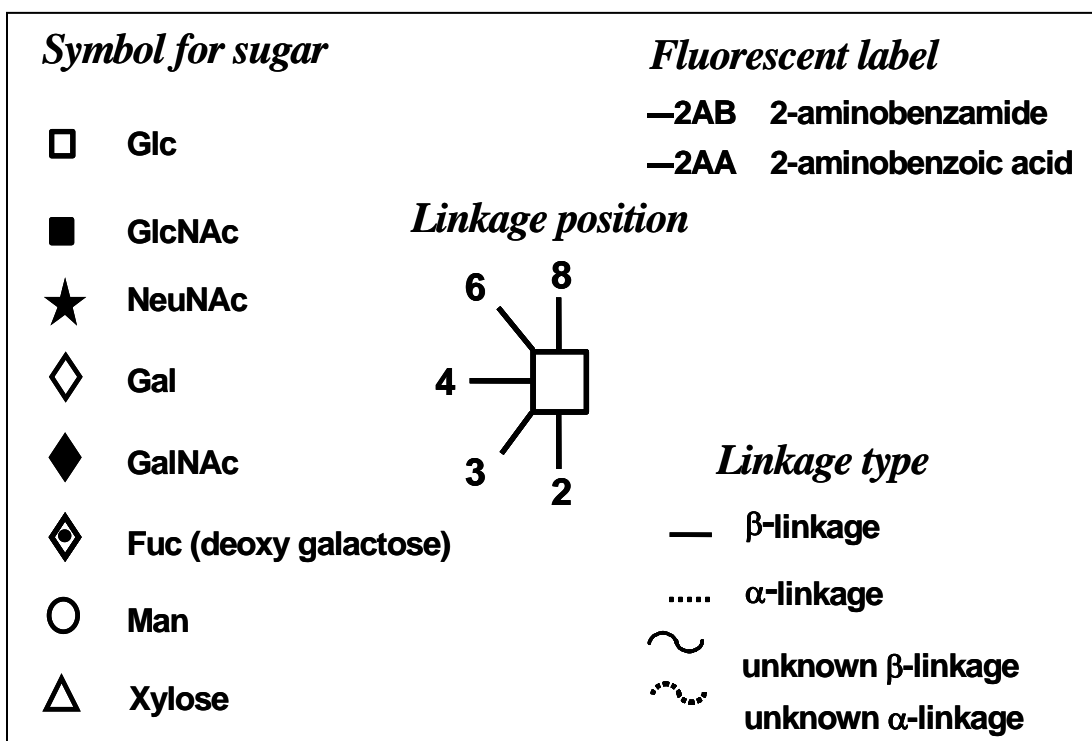 Symbol for sugar
Glc
GlcNAc
NeuNAc
Gal
GalNAc
Fuc (deoxy galactose)
Man
Xylose
Fluorescent label
—2AB 2-aminobenzamide
—2AA 2-aminobenzoic acid
Linkage position
6 8
4
3 2
Linkage type
β-linkage
α-linkage
unknown β-linkage
unknown α-linkage